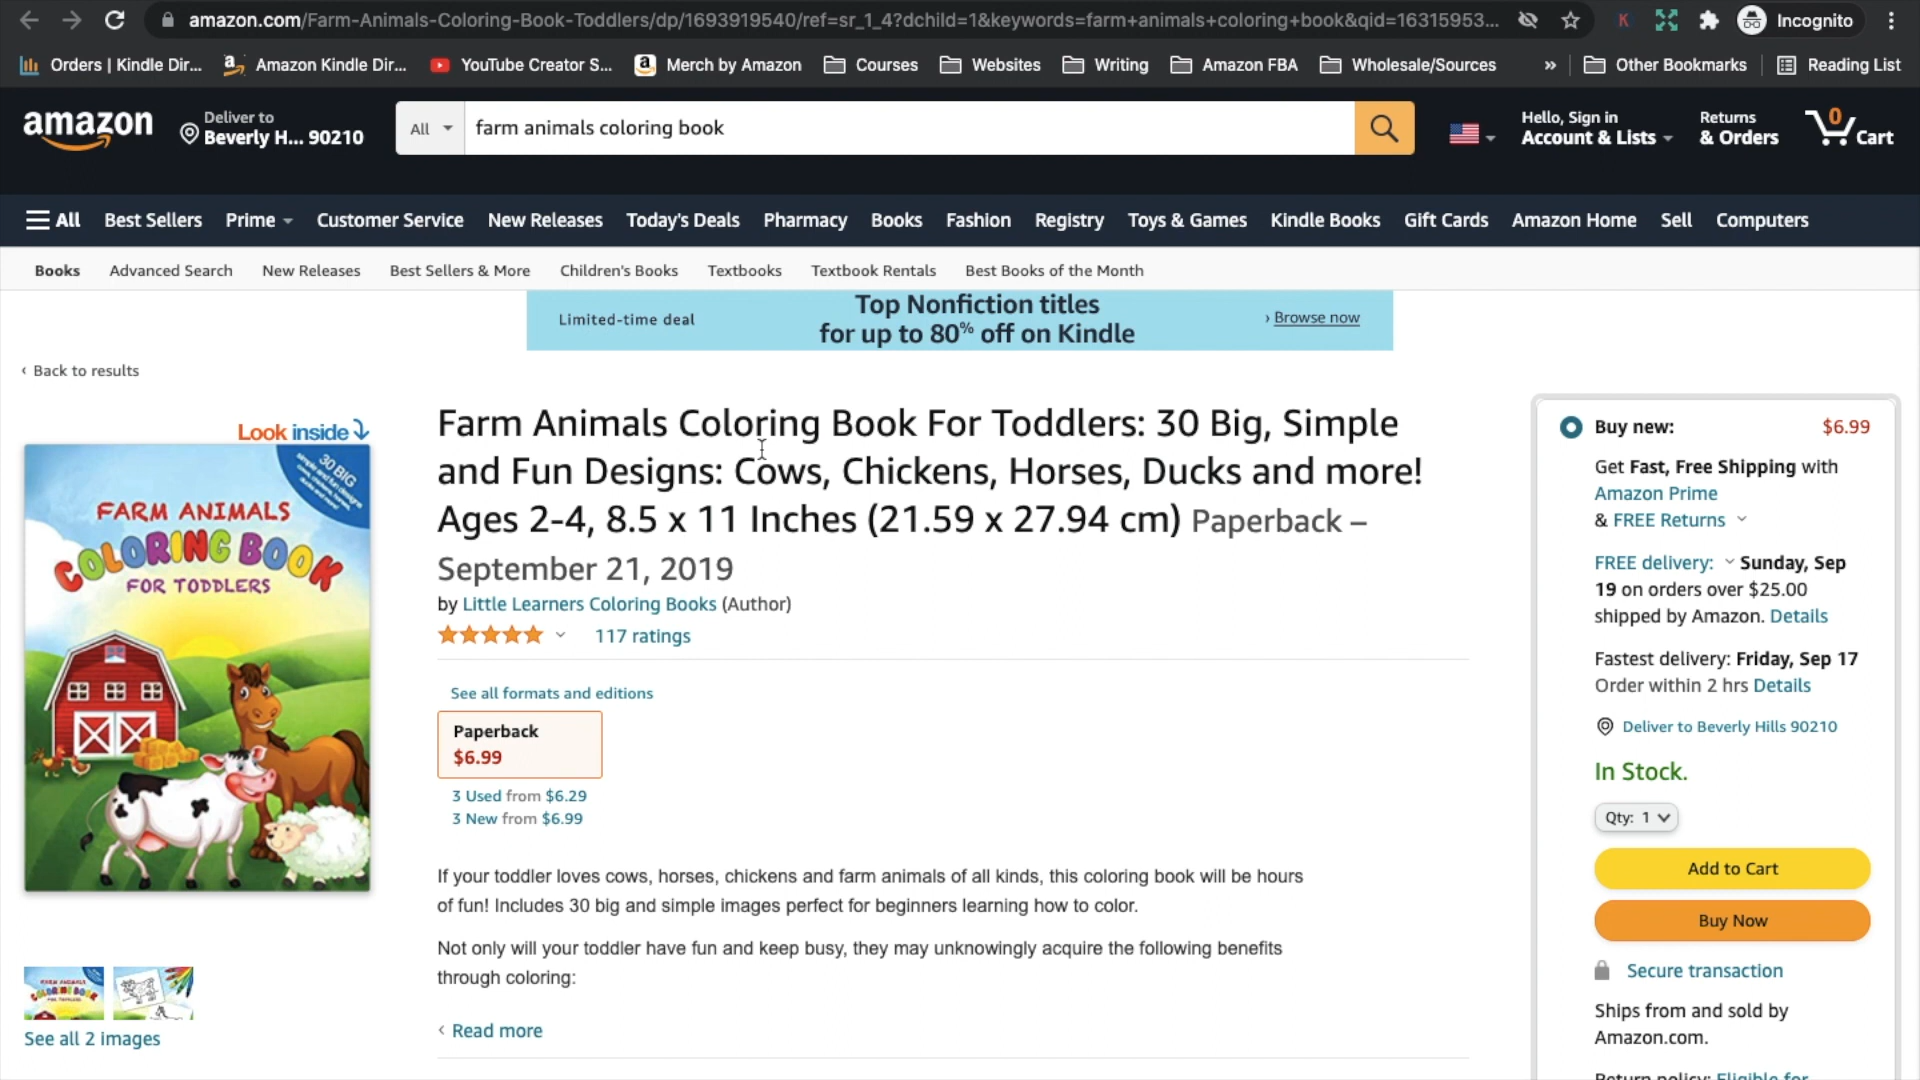 amazon.com/Farm-Animals-Coloring-Book-Toddlers/dp/1693919540/ref=sr_1_4?dchild=1&keywords=farm+animals+coloring+book&qid=16315953...
K
Incognito
Orders | Kindle Dir...
Amazon Kindle Dir...
YouTube Creator S...
Merch by Amazon
Courses
Websites
Writing
Amazon FBA
Wholesale/Sources
»
Other Bookmarks
Reading List
amazon
Deliver to
Beverly H... 90210
All
farm animals coloring book
Hello, Sign in
Account & Lists
Returns
& Orders
0
Cart
All
Best Sellers
Prime
Customer Service
New Releases
Today's Deals
Pharmacy
Books
Fashion
Registry
Toys & Games
Kindle Books
Gift Cards
Amazon Home
Sell
Computers
Books
Advanced Search
New Releases
Best Sellers & More
Children's Books
Textbooks
Textbook Rentals
Best Books of the Month
Limited-time deal
Top Nonfiction titles
for up to 80% off on Kindle
› Browse now
‹ Back to results
Look inside
30 BIG
FARM ANIMALS
COLORING BOOK
FOR TODDLERS
See all 2 images
Farm Animals Coloring Book For Toddlers: 30 Big, Simple
and Fun Designs: Cows, Chickens, Horses, Ducks and more!
Ages 2-4, 8.5 x 11 Inches (21.59 x 27.94 cm) Paperback –
September 21, 2019
by Little Learners Coloring Books (Author)
117 ratings
See all formats and editions
Paperback
$6.99
3 Used from $6.29
3 New from $6.99
If your toddler loves cows, horses, chickens and farm animals of all kinds, this coloring book will be hours
of fun! Includes 30 big and simple images perfect for beginners learning how to color.
Not only will your toddler have fun and keep busy, they may unknowingly acquire the following benefits
through coloring:
‹ Read more
Buy new:
$6.99
Get Fast, Free Shipping with
Amazon Prime
& FREE Returns
FREE delivery: Sunday, Sep
19 on orders over $25.00
shipped by Amazon. Details
Fastest delivery: Friday, Sep 17
Order within 2 hrs Details
Deliver to Beverly Hills 90210
In Stock.
Qty: 1
Add to Cart
Buy Now
Secure transaction
Ships from and sold by
Amazon.com.
Return policy: Eligible for